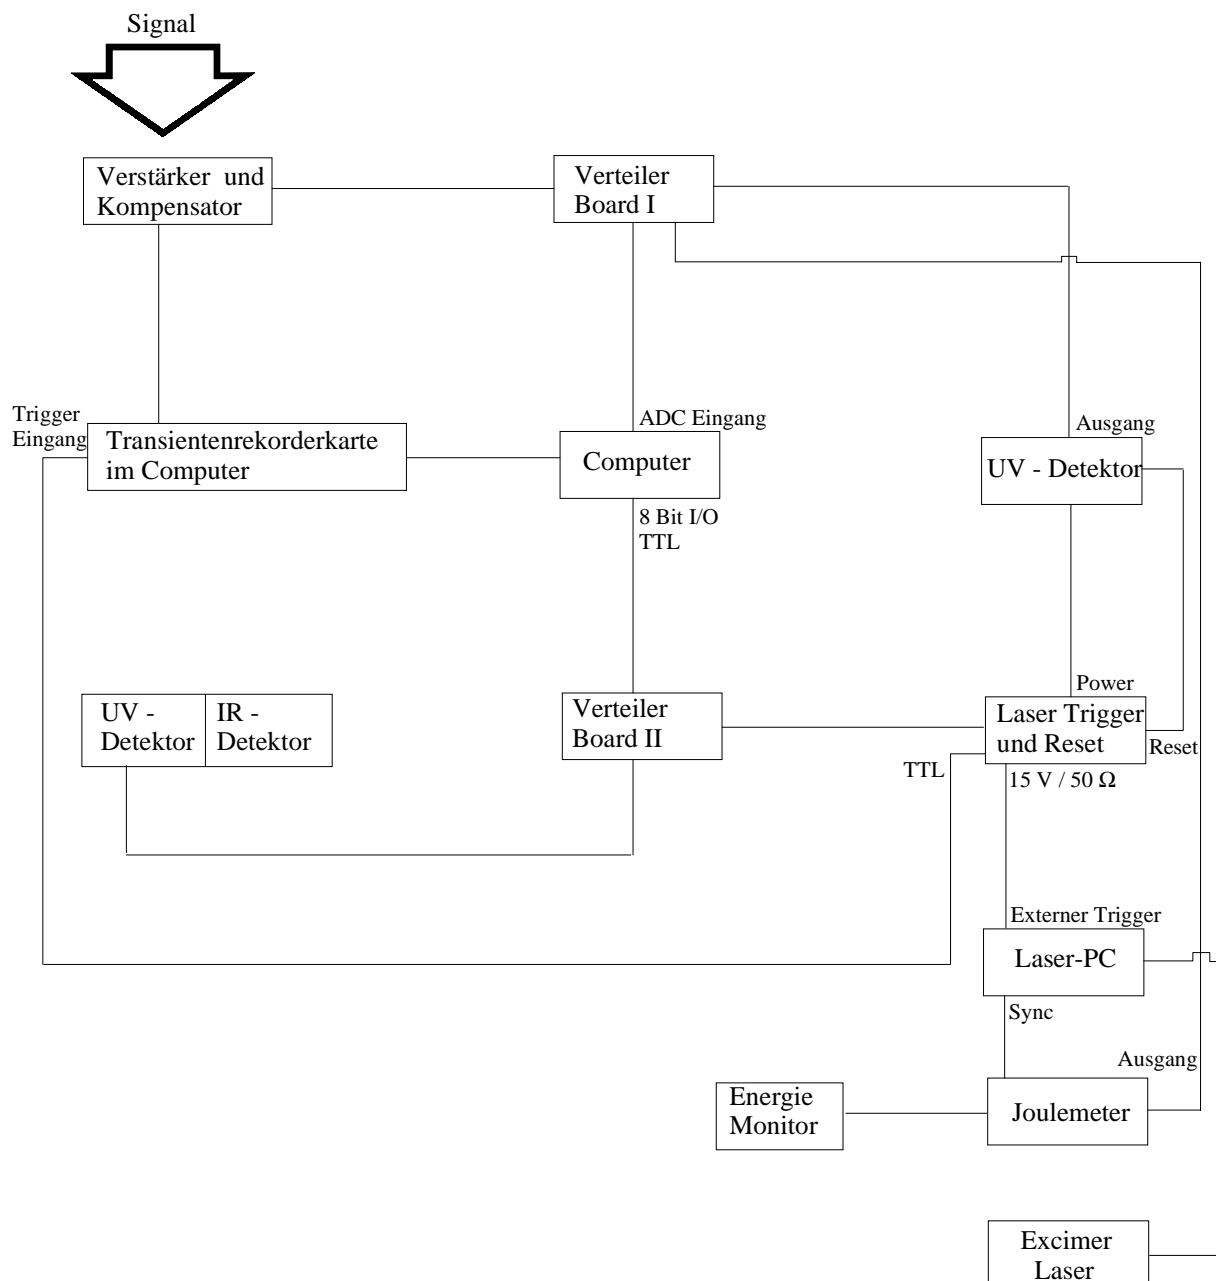 Signal
Verstärker und
Kompensator
Verteiler
Board I
Trigger
Eingang
Transientenrekorderkarte
im Computer
ADC Eingang
Computer
8 Bit I/O
TTL
Ausgang
UV - Detektor
UV -
Detektor
IR -
Detektor
Verteiler
Board II
Power
Laser Trigger
und Reset
Reset
TTL
15 V / 50 Ω
Externer Trigger
Laser-PC
Sync
Ausgang
Energie
Monitor
Joulemeter
Excimer
Laser